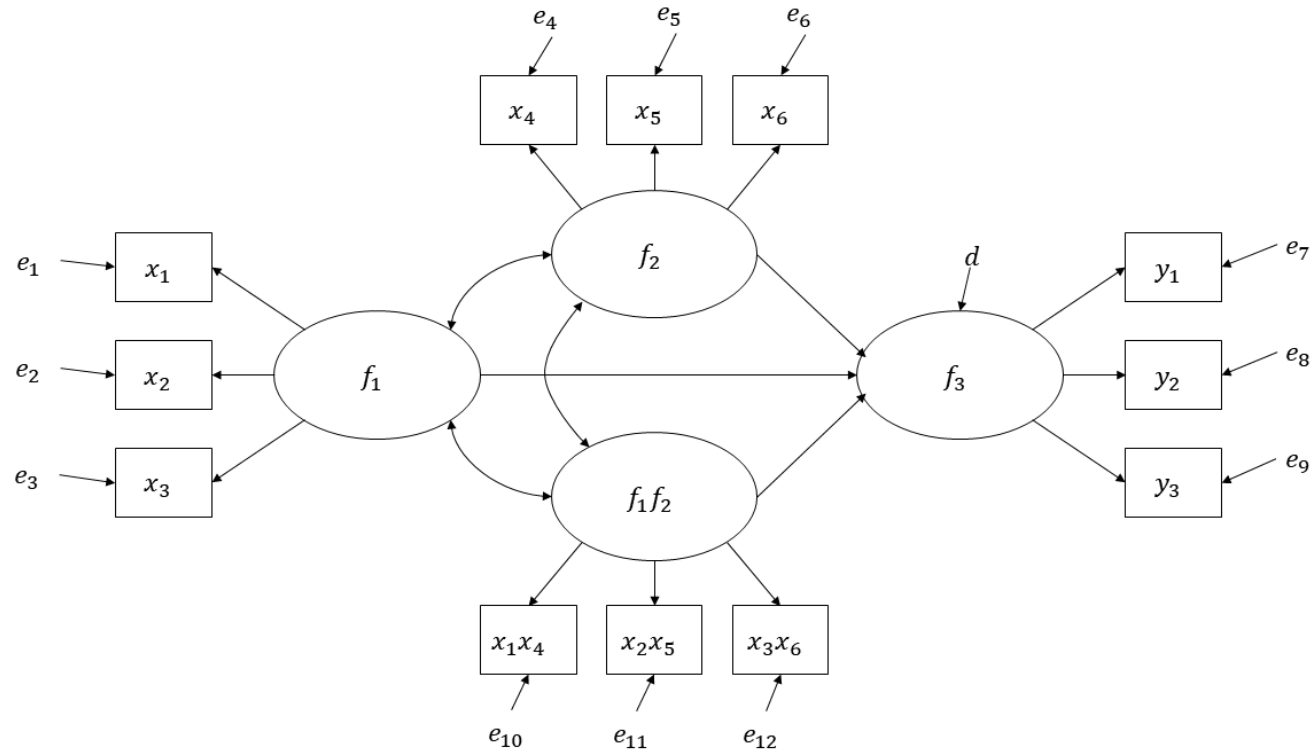 e₄ e₅ e₆
x₄ x₅ x₆
f₂
e₁ x₁ d y₁ e₇
e₂ x₂ f₁ f₃ y₂ e₈
e₃ x₃ y₃ e₉
f₁f₂
x₁x₄ x₂x₅ x₃x₆
e₁₀ e₁₁ e₁₂